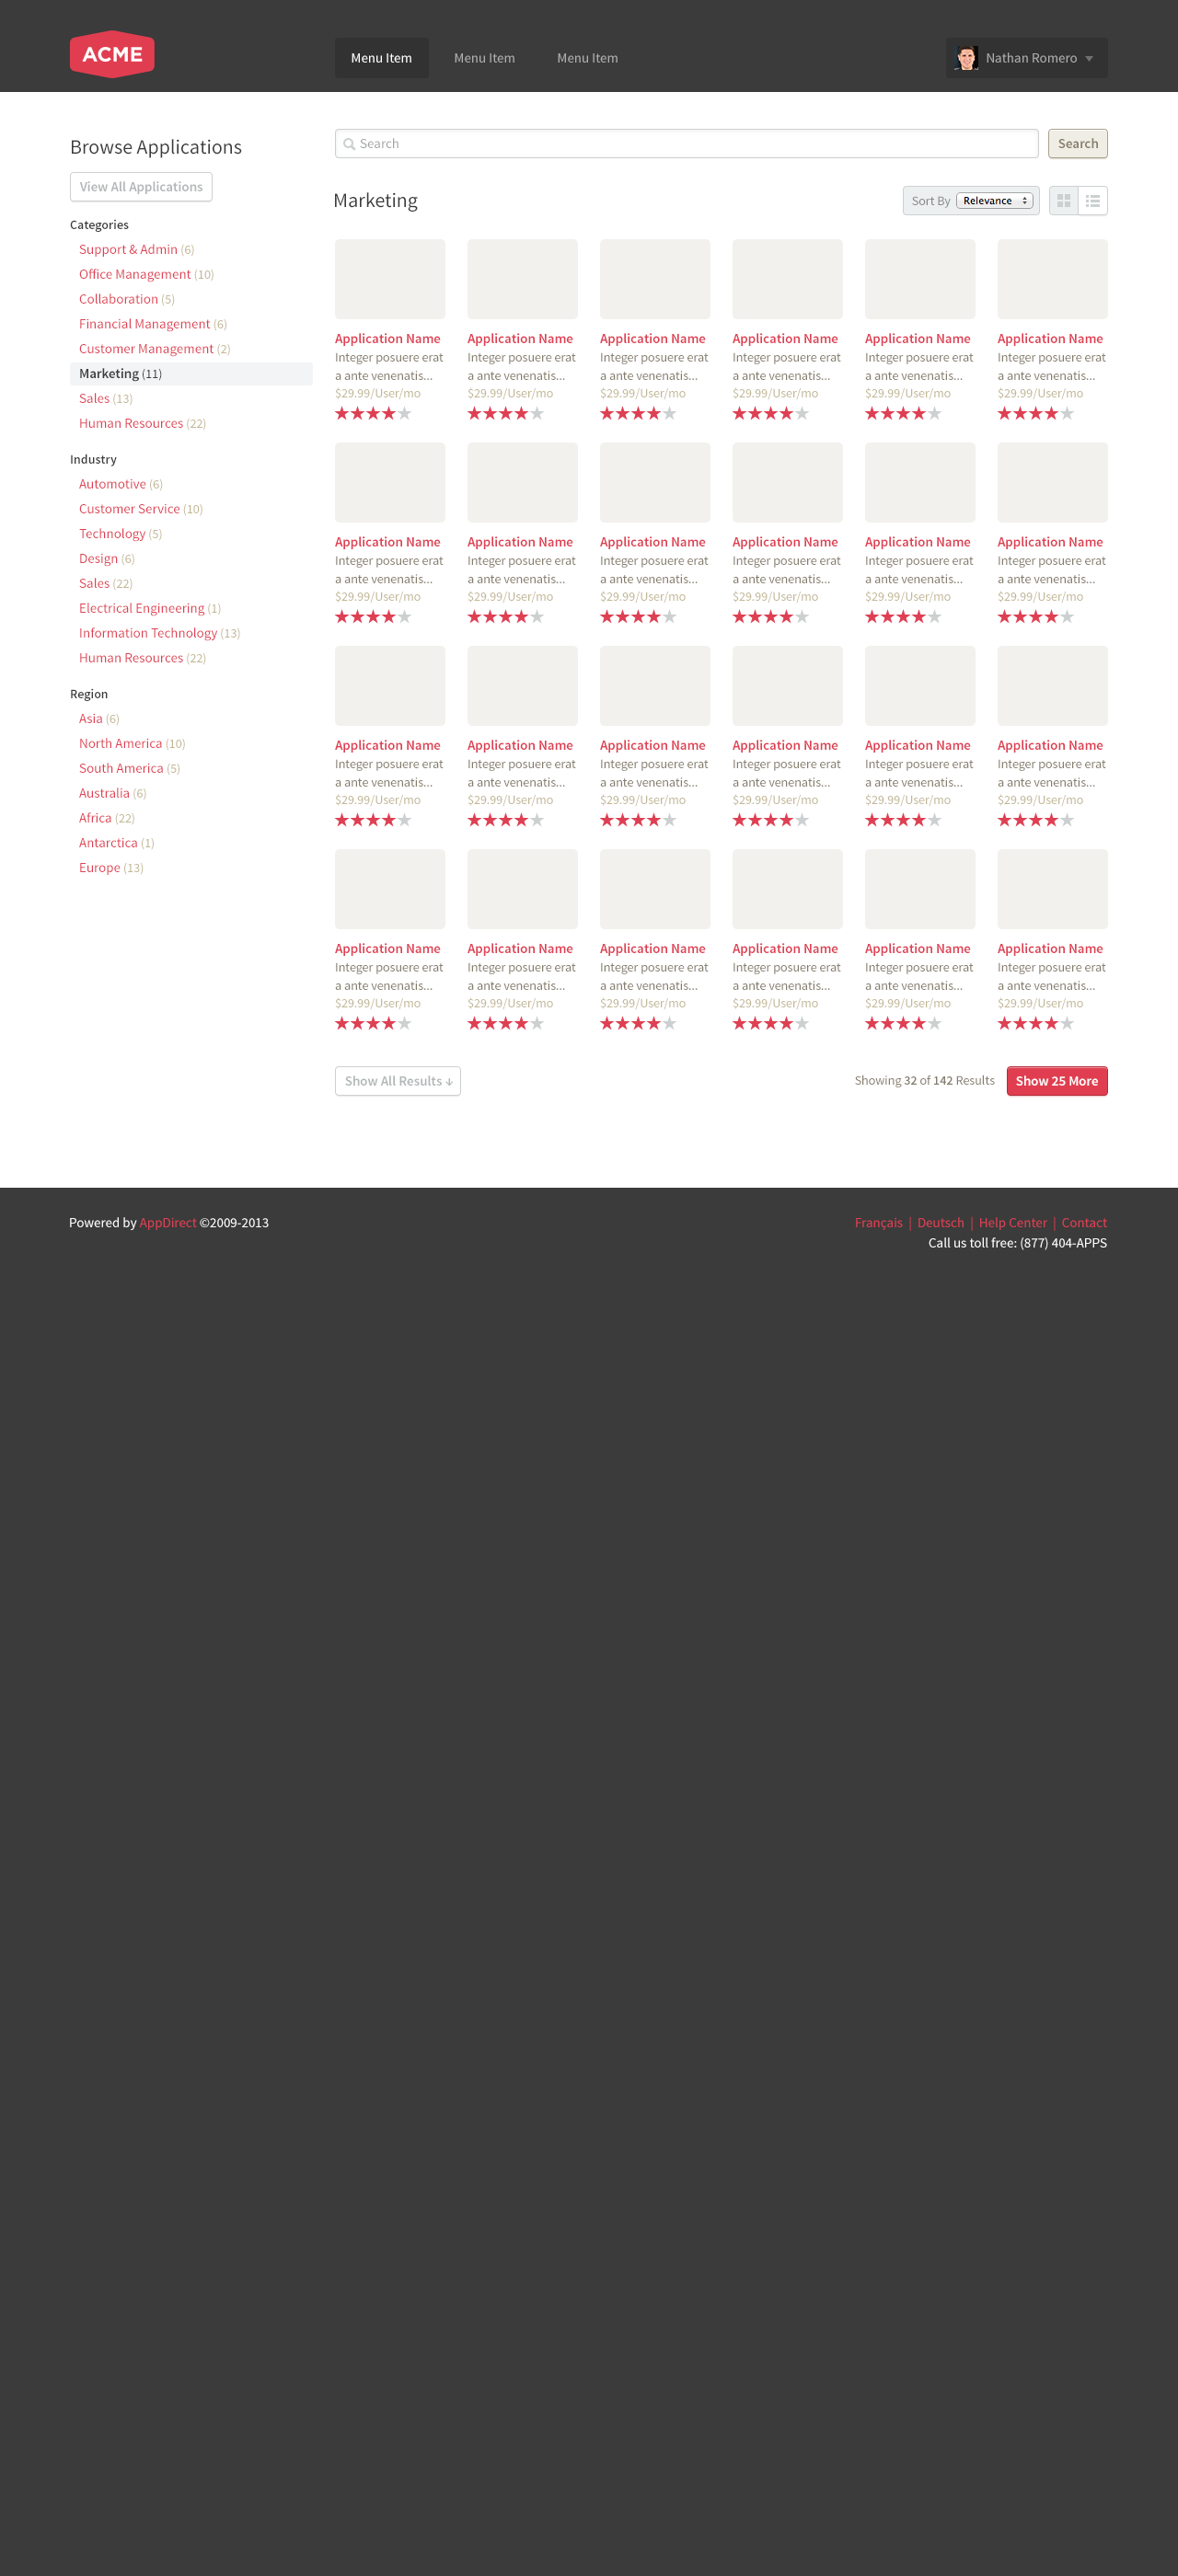 ACME
Menu Item Menu Item Menu Item
Nathan Romero
Browse Applications
View All Applications
Categories
Support & Admin (6)
Office Management (10)
Collaboration (5)
Financial Management (6)
Customer Management (2)
Marketing (11)
Sales (13)
Human Resources (22)
Industry
Automotive (6)
Customer Service (10)
Technology (5)
Design (6)
Sales (22)
Electrical Engineering (1)
Information Technology (13)
Human Resources (22)
Region
Asia (6)
North America (10)
South America (5)
Australia (6)
Africa (22)
Antarctica (1)
Europe (13)
Search Search
Marketing
Sort By Relevance
Application Name Application Name Application Name Application Name Application Name Application Name
Integer posuere erat Integer posuere erat Integer posuere erat Integer posuere erat Integer posuere erat Integer posuere erat
a ante venenatis... a ante venenatis... a ante venenatis... a ante venenatis... a ante venenatis... a ante venenatis...
$29.99/User/mo $29.99/User/mo $29.99/User/mo $29.99/User/mo $29.99/User/mo $29.99/User/mo
Application Name Application Name Application Name Application Name Application Name Application Name
Integer posuere erat Integer posuere erat Integer posuere erat Integer posuere erat Integer posuere erat Integer posuere erat
a ante venenatis... a ante venenatis... a ante venenatis... a ante venenatis... a ante venenatis... a ante venenatis...
$29.99/User/mo $29.99/User/mo $29.99/User/mo $29.99/User/mo $29.99/User/mo $29.99/User/mo
Application Name Application Name Application Name Application Name Application Name Application Name
Integer posuere erat Integer posuere erat Integer posuere erat Integer posuere erat Integer posuere erat Integer posuere erat
a ante venenatis... a ante venenatis... a ante venenatis... a ante venenatis... a ante venenatis... a ante venenatis...
$29.99/User/mo $29.99/User/mo $29.99/User/mo $29.99/User/mo $29.99/User/mo $29.99/User/mo
Application Name Application Name Application Name Application Name Application Name Application Name
Integer posuere erat Integer posuere erat Integer posuere erat Integer posuere erat Integer posuere erat Integer posuere erat
a ante venenatis... a ante venenatis... a ante venenatis... a ante venenatis... a ante venenatis... a ante venenatis...
$29.99/User/mo $29.99/User/mo $29.99/User/mo $29.99/User/mo $29.99/User/mo $29.99/User/mo
Show All Results ↓ Showing 32 of 142 Results Show 25 More
Powered by AppDirect ©2009-2013
Français | Deutsch | Help Center | Contact
Call us toll free: (877) 404-APPS